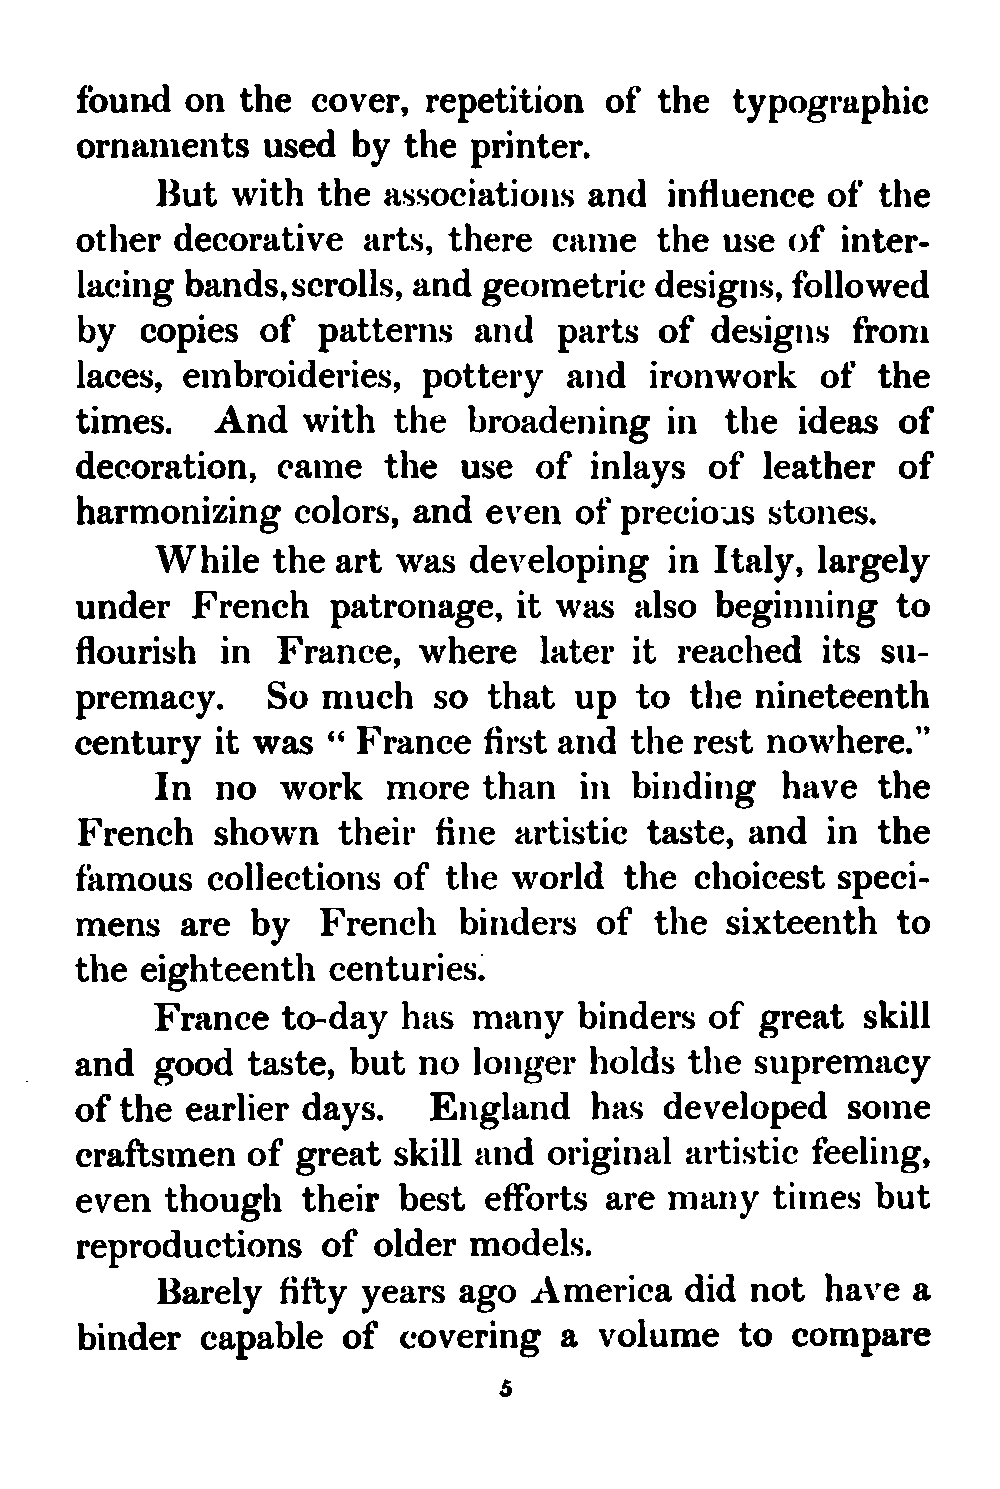 found on the cover, repetition of the typographic
ornaments used by the printer.
But with the associations and influence of the
other decorative arts, there came the use of inter-
lacing bands, scrolls, and geometric designs, followed
by copies of patterns and parts of designs from
laces, embroideries, pottery and ironwork of the
times. And with the broadening in the ideas of
decoration, came the use of inlays of leather of
harmonizing colors, and even of precious stones.
While the art was developing in Italy, largely
under French patronage, it was also beginning to
flourish in France, where later it reached its su-
premacy. So much so that up to the nineteenth
century it was “ France first and the rest nowhere.”
In no work more than in binding have the
French shown their fine artistic taste, and in the
famous collections of the world the choicest speci-
mens are by French binders of the sixteenth to
the eighteenth centuries.
France to-day has many binders of great skill
and good taste, but no longer holds the supremacy
of the earlier days. England has developed some
craftsmen of great skill and original artistic feeling,
even though their best efforts are many times but
reproductions of older models.
Barely fifty years ago America did not have a
binder capable of covering a volume to compare
5